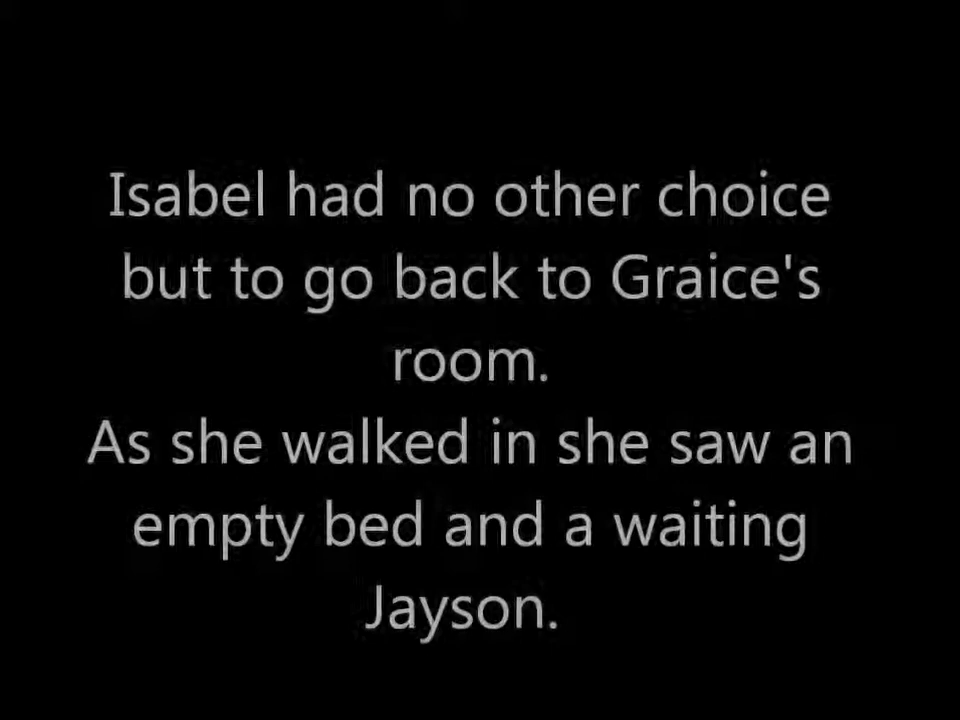 Isabel had no other choice
but to go back to Graice's
room.
As she walked in she saw an
empty bed and a waiting
Jayson.